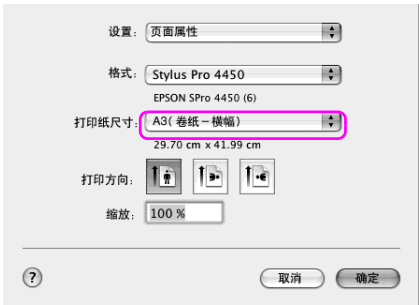 设置： 页面属性
格式： Stylus Pro 4450
EPSON SPro 4450 (6)
打印纸尺寸： A3( 卷纸－横幅)
29.70 cm x 41.99 cm
打印方向：
缩放： 100 %
? 取消 确定